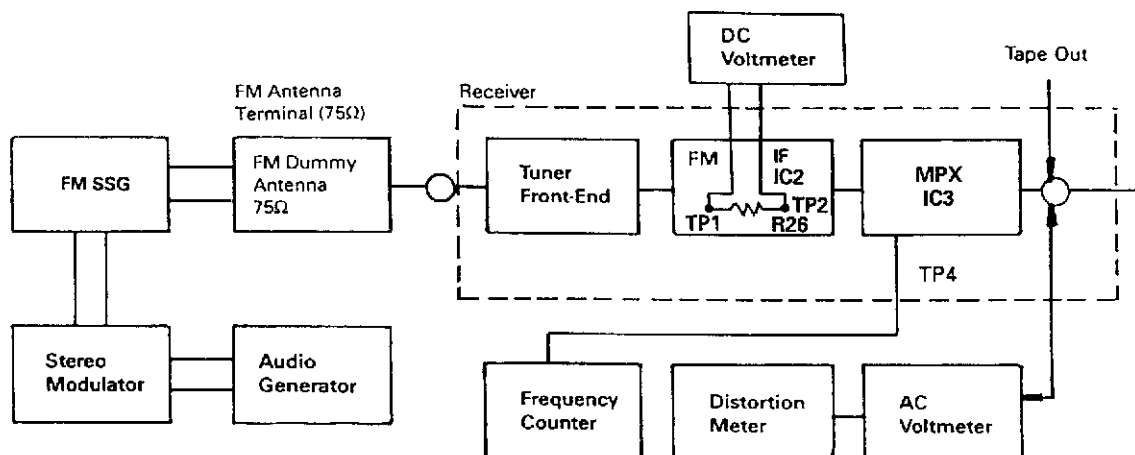 DC
Voltmeter
Tape Out
FM Antenna
Terminal (75Ω)
Receiver
FM SSG
FM Dummy
Antenna
75Ω
Tuner
Front-End
FM
IF
IC2
TP1
TP2
R26
MPX
IC3
TP4
Stereo
Modulator
Audio
Generator
Frequency
Counter
Distortion
Meter
AC
Voltmeter